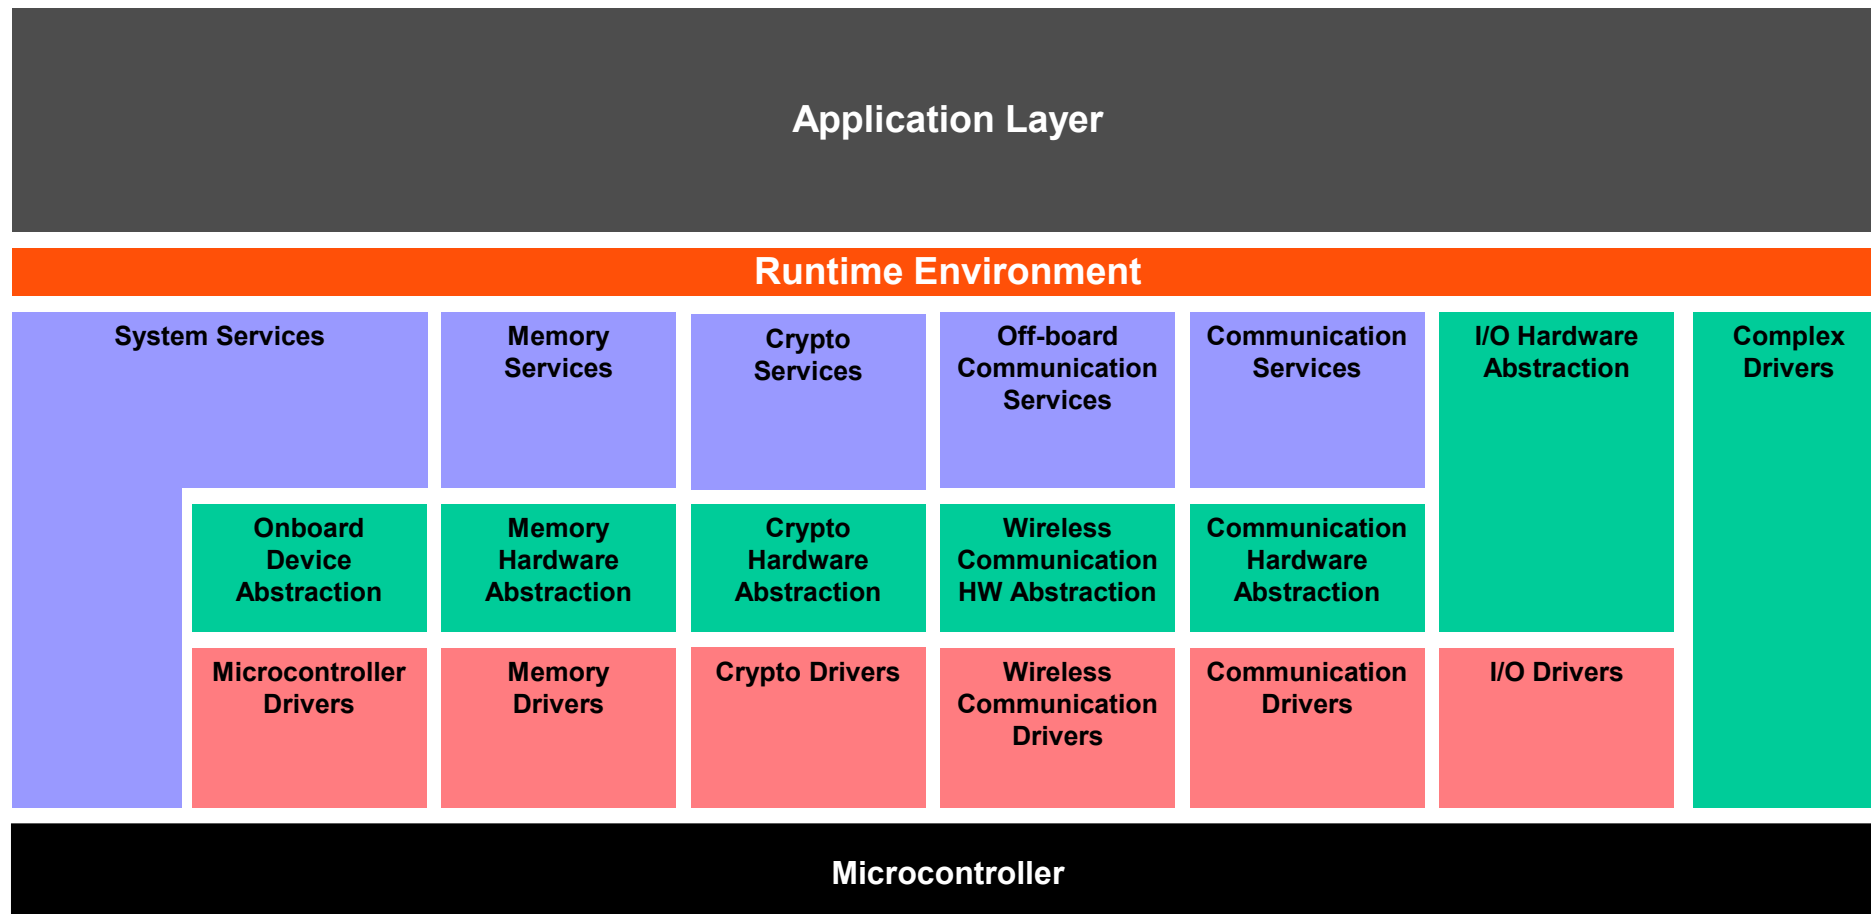 Application Layer
Runtime Environment
System Services
Memory
Services
Crypto
Services
Off-board
Communication
Services
Communication
Services
I/O Hardware
Abstraction
Complex
Drivers
Onboard
Device
Abstraction
Memory
Hardware
Abstraction
Crypto
Hardware
Abstraction
Wireless
Communication
HW Abstraction
Communication
Hardware
Abstraction
Microcontroller
Drivers
Memory
Drivers
Crypto Drivers
Wireless
Communication
Drivers
Communication
Drivers
I/O Drivers
Microcontroller